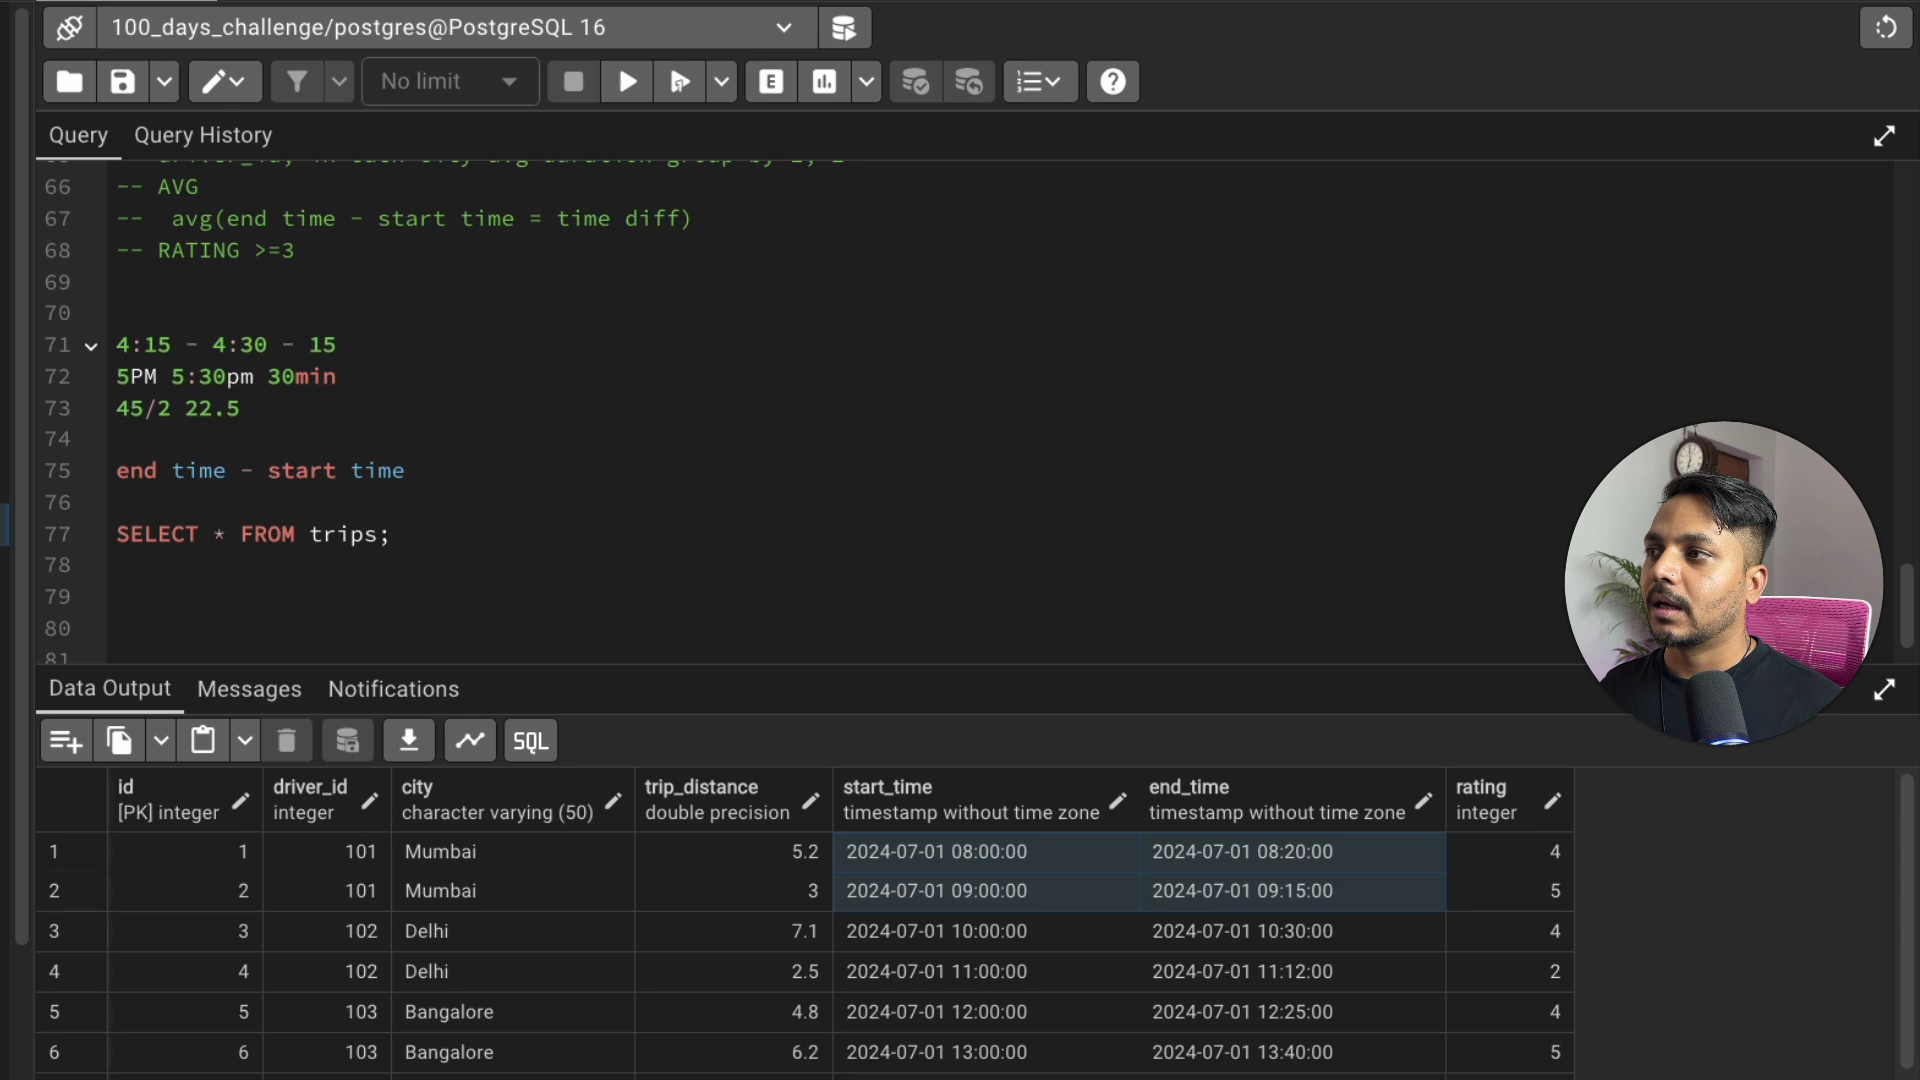 100_days_challenge/postgres@PostgreSQL 16
No limit
E
Query Query History
66 -- AVG
67 -- avg(end time - start time = time diff)
68 -- RATING >=3
69
70
71 4:15 - 4:30 - 15
72 5PM 5:30pm 30min
73 45/2 22.5
74
75 end time - start time
76
77 SELECT * FROM trips;
78
79
80
81
Data Output Messages Notifications
SQL
id driver_id city trip_distance start_time end_time rating
[PK] integer integer character varying (50) double precision timestamp without time zone timestamp without time zone integer
1 1 101 Mumbai 5.2 2024-07-01 08:00:00 2024-07-01 08:20:00 4
2 2 101 Mumbai 3 2024-07-01 09:00:00 2024-07-01 09:15:00 5
3 3 102 Delhi 7.1 2024-07-01 10:00:00 2024-07-01 10:30:00 4
4 4 102 Delhi 2.5 2024-07-01 11:00:00 2024-07-01 11:12:00 2
5 5 103 Bangalore 4.8 2024-07-01 12:00:00 2024-07-01 12:25:00 4
6 6 103 Bangalore 6.2 2024-07-01 13:00:00 2024-07-01 13:40:00 5